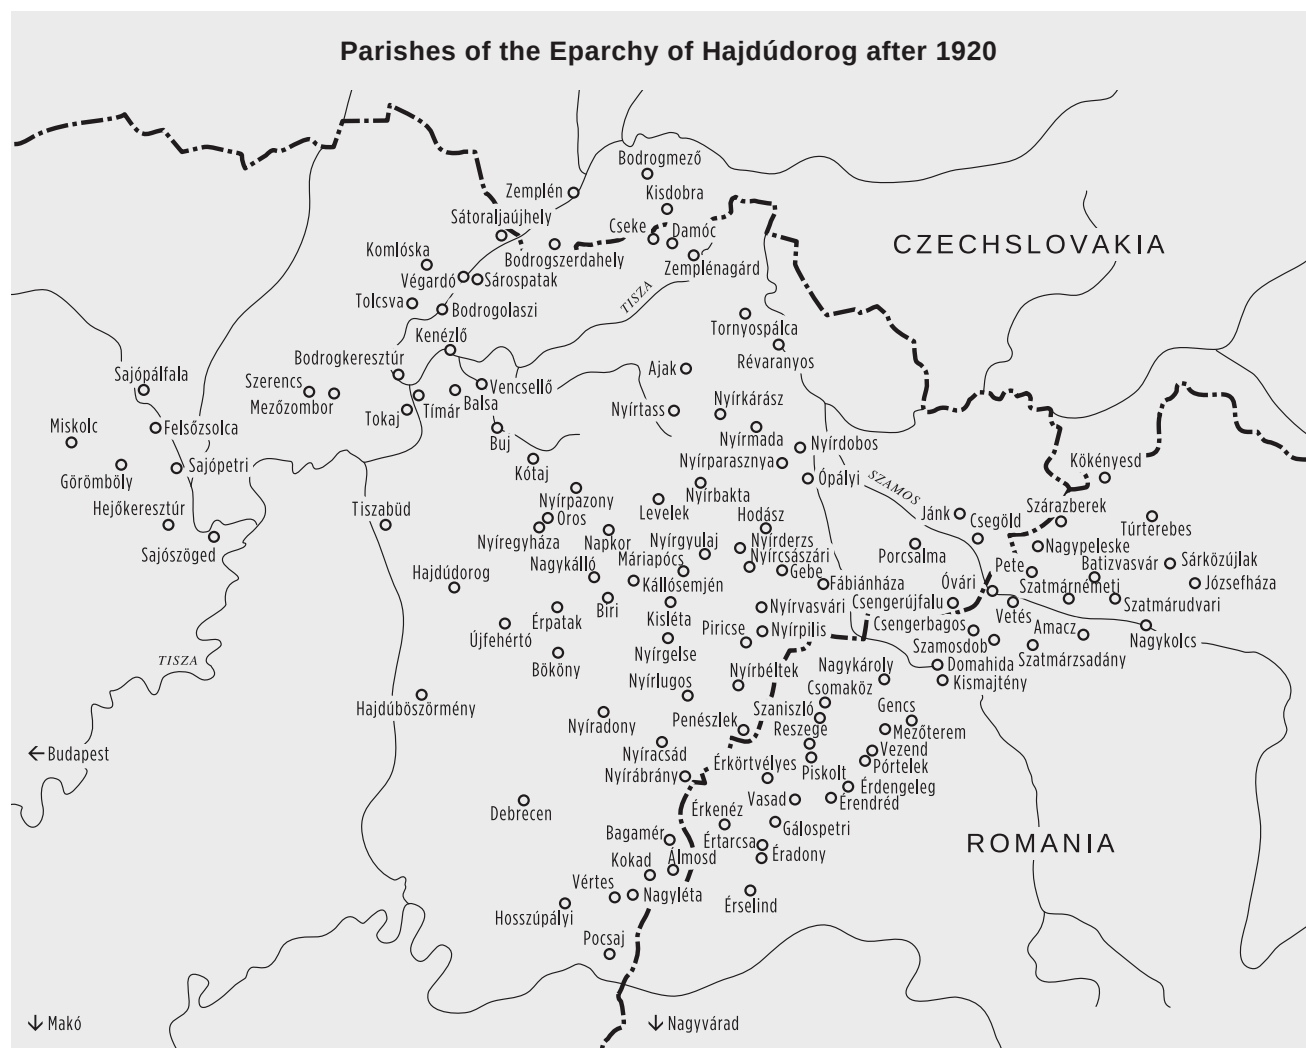 Parishes of the Eparchy of Hajdúdorog after 1920
Bodrogmező
Zemplén
Kisdobra
Sátoraljaújhely
Cseke
Damóc
CZECHSLOVAKIA
Komlóska
Bodrogszerdahely
Zemplénagárd
Végardó
Sárospatak
TISZA
Tolcsva
Bodrogolaszi
Tornyospálca
Kenézlő
Révaranyos
Bodrogkeresztúr
Ajak
Sajópálfala
Szerencs
Vencsellő
Mezőzombor
Balsa
Tímár
Tokaj
Nyírtass
Nyírkárász
Miskolc
Felsőzsolca
Buj
Nyírmada
Nyírdobos
Görömböly
Sajópetri
Kótaj
Nyírparasznya
Ópályi
Kökényesd
SZAMOS
Hejőkeresztúr
Tiszabüd
Nyírpazony
Levelek
Nyírbakta
Jánk
Szárazberek
Túrterebes
Oros
Hodász
Csegöld
Sajószöged
Nyíregyháza
Napkor
Nyírgyulaj
Nyírderzs
Porcsalma
Nagypeleske
Máriapócs
Nyírcsászári
Pete
Batizvasvár
Sárközújlak
Hajdúdorog
Nagykálló
Kállósemjén
Gebe
Fábiánháza
Óvári
Szatmárnémeti
Józsefháza
Biri
Kisléta
Nyírvasvári
Csengerújfalu
Vetés
Szatmárudvari
Érpatak
Csengerbagos
Amacz
Újfehértó
Piricse
Nyírpilis
Szamosdob
Nagykolcs
Bököny
Nyírgelse
Szatmárzsadány
TISZA
Nyírbéltek
Nagykároly
Domahida
Nyírlugos
Csomaköz
Kismajtény
Hajdúböszörmény
Szaniszló
Gencs
Nyíradony
Penészlek
Reszege
Mezőterem
Budapest
Nyíracsád
Vezend
Nyírábrány
Érkörtvélyes
Piskolt
Pórtelek
Érdengeleg
Debrecen
Vasad
Érendréd
Érkenéz
Bagamér
Gálospetri
Értarcsa
ROMANIA
Kokad
Álmosd
Éradony
Vértes
Nagyléta
Érselind
Hosszúpályi
Pocsaj
Makó
Nagyvárad